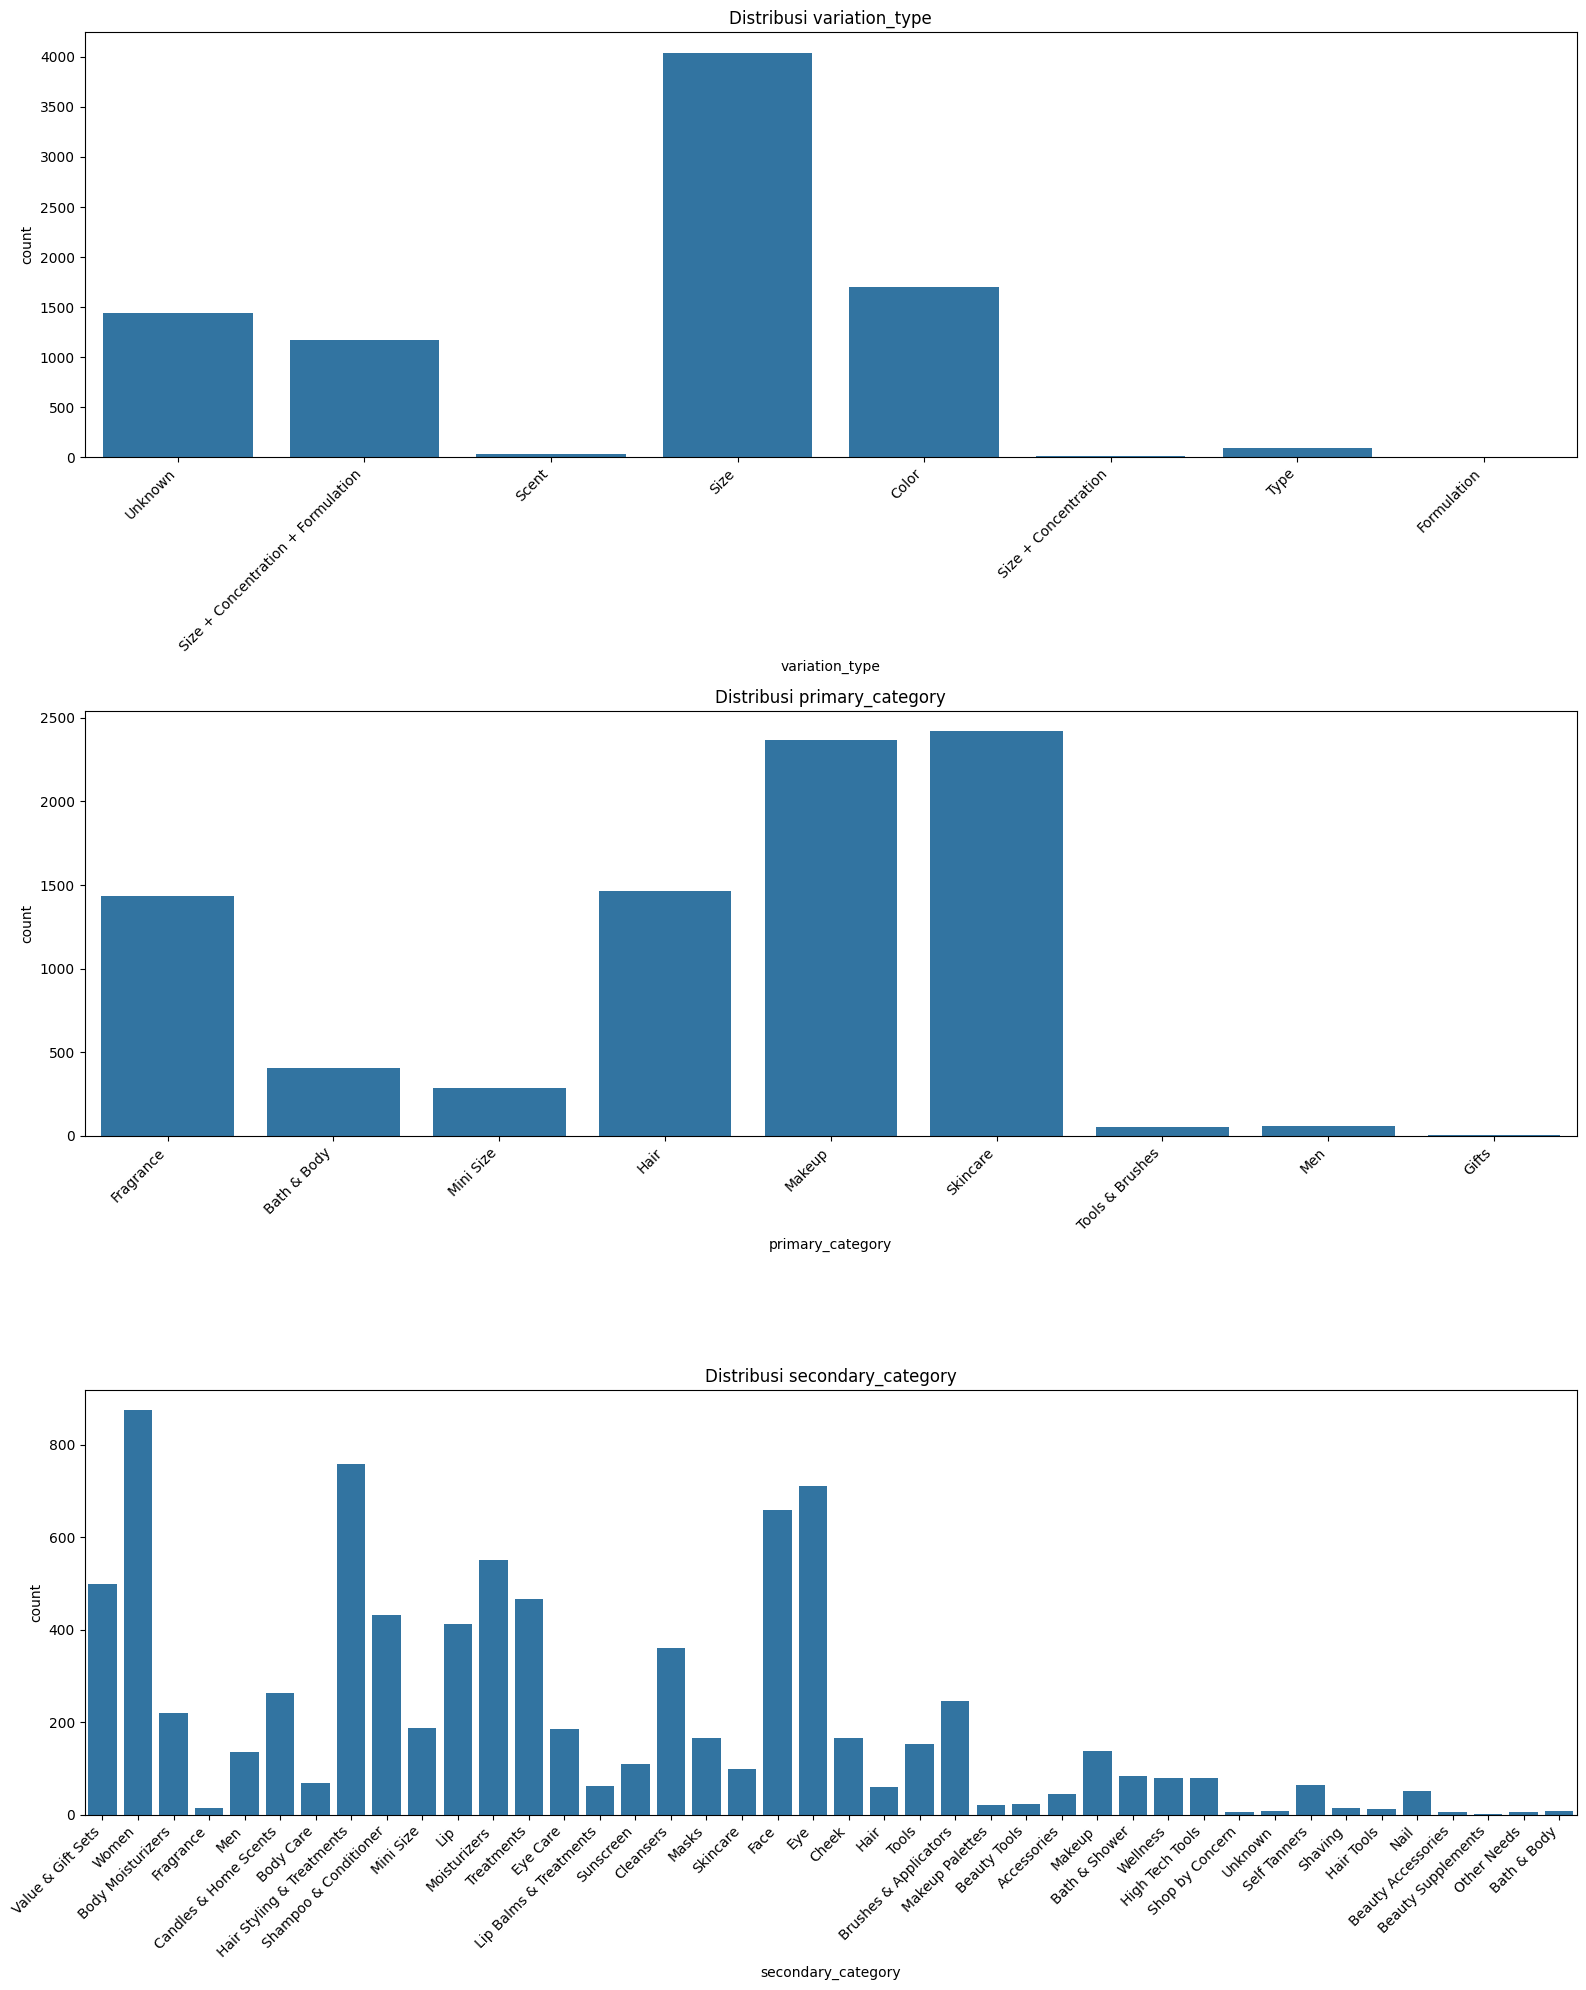 Distribusi variation_type
4000
3500
3000
2500
2000
1500
1000
500
0
count
Unknown
Size + Concentration + Formulation
Scent
Size
Color
Size + Concentration
Type
Formulation
variation_type
Distribusi primary_category
2500
2000
1500
1000
500
0
count
Fragrance
Bath & Body
Mini Size
Hair
Makeup
Skincare
Tools & Brushes
Men
Gifts
primary_category
Distribusi secondary_category
800
600
400
200
0
count
Value & Gift Sets
Women
Body Moisturizers
Fragrance
Men
Candles & Home Scents
Body Care
Hair Styling & Treatments
Shampoo & Conditioner
Mini Size
Lip
Moisturizers
Treatments
Eye Care
Lip Balms & Treatments
Sunscreen
Cleansers
Masks
Skincare
Face
Eye
Cheek
Hair
Tools
Brushes & Applicators
Makeup Palettes
Beauty Tools
Accessories
Makeup
Bath & Shower
Wellness
High Tech Tools
Shop by Concern
Unknown
Self Tanners
Shaving
Hair Tools
Nail
Beauty Accessories
Beauty Supplements
Other Needs
Bath & Body
secondary_category